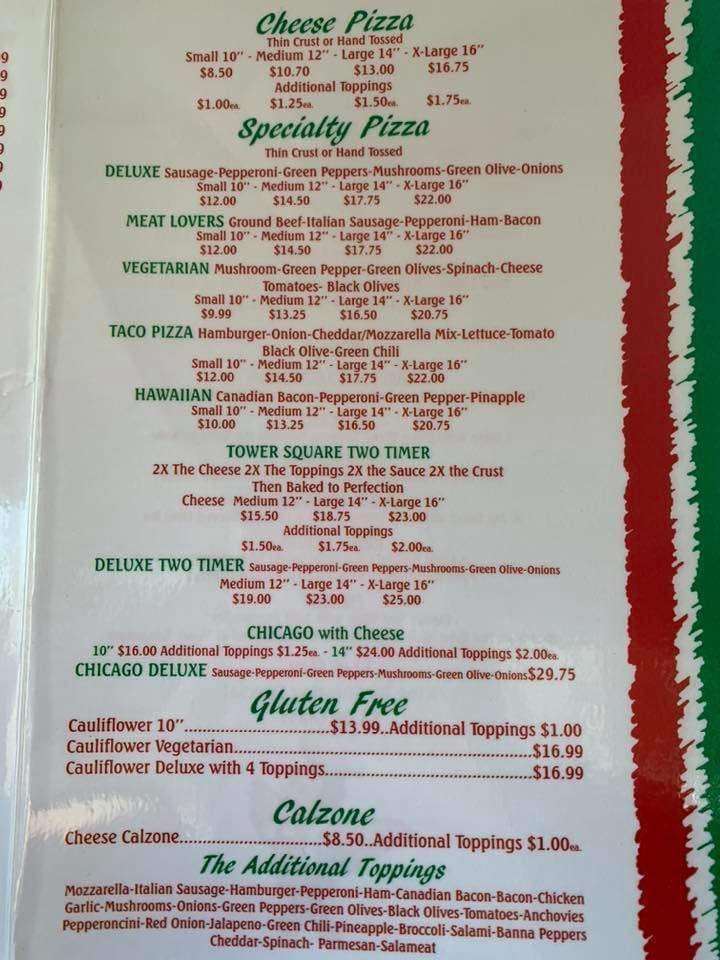 Cheese Pizza
Thin Crust or Hand Tossed
Small 10" - Medium 12" - Large 14" - X-Large 16"
$8.50 $10.70 $13.00 $16.75
Additional Toppings
$1.00ea. $1.25ea. $1.50ea. $1.75ea.
Specialty Pizza
Thin Crust or Hand Tossed
DELUXE Sausage-Pepperoni-Green Peppers-Mushrooms-Green Olive-Onions
Small 10" - Medium 12" - Large 14" - X-Large 16"
$12.00 $14.50 $17.75 $22.00
MEAT LOVERS Ground Beef-Italian Sausage-Pepperoni-Ham-Bacon
Small 10" - Medium 12" - Large 14" - X-Large 16"
$12.00 $14.50 $17.75 $22.00
VEGETARIAN Mushroom-Green Pepper-Green Olives-Spinach-Cheese
Tomatoes- Black Olives
Small 10" - Medium 12" - Large 14" - X-Large 16"
$9.99 $13.25 $16.50 $20.75
TACO PIZZA Hamburger-Onion-Cheddar/Mozzarella Mix-Lettuce-Tomato
Black Olive-Green Chili
Small 10" - Medium 12" - Large 14" - X-Large 16"
$12.00 $14.50 $17.75 $22.00
HAWAIIAN Canadian Bacon-Pepperoni-Green Pepper-Pinapple
Small 10" - Medium 12" - Large 14" - X-Large 16"
$10.00 $13.25 $16.50 $20.75
TOWER SQUARE TWO TIMER
2X The Cheese 2X The Toppings 2X the Sauce 2X the Crust
Then Baked to Perfection
Cheese Medium 12" - Large 14" - X-Large 16"
$15.50 $18.75 $23.00
Additional Toppings
$1.50ea. $1.75ea. $2.00ea.
DELUXE TWO TIMER Sausage-Pepperoni-Green Peppers-Mushrooms-Green Olive-Onions
Medium 12" - Large 14" - X-Large 16"
$19.00 $23.00 $25.00
CHICAGO with Cheese
10" $16.00 Additional Toppings $1.25ea. - 14" $24.00 Additional Toppings $2.00ea.
CHICAGO DELUXE Sausage-Pepperoni-Green Peppers-Mushrooms-Green Olive-Onions$29.75
Gluten Free
Cauliflower 10"..............................$13.99..Additional Toppings $1.00
Cauliflower Vegetarian..............................................................$16.99
Cauliflower Deluxe with 4 Toppings...........................................$16.99
Calzone
Cheese Calzone.............................$8.50..Additional Toppings $1.00ea.
The Additional Toppings
Mozzarella-Italian Sausage-Hamburger-Pepperoni-Ham-Canadian Bacon-Bacon-Chicken
Garlic-Mushrooms-Onions-Green Peppers-Green Olives-Black Olives-Tomatoes-Anchovies
Pepperoncini-Red Onion-Jalapeno-Green Chili-Pineapple-Broccoli-Salami-Banna Peppers
Cheddar-Spinach- Parmesan-Salameat